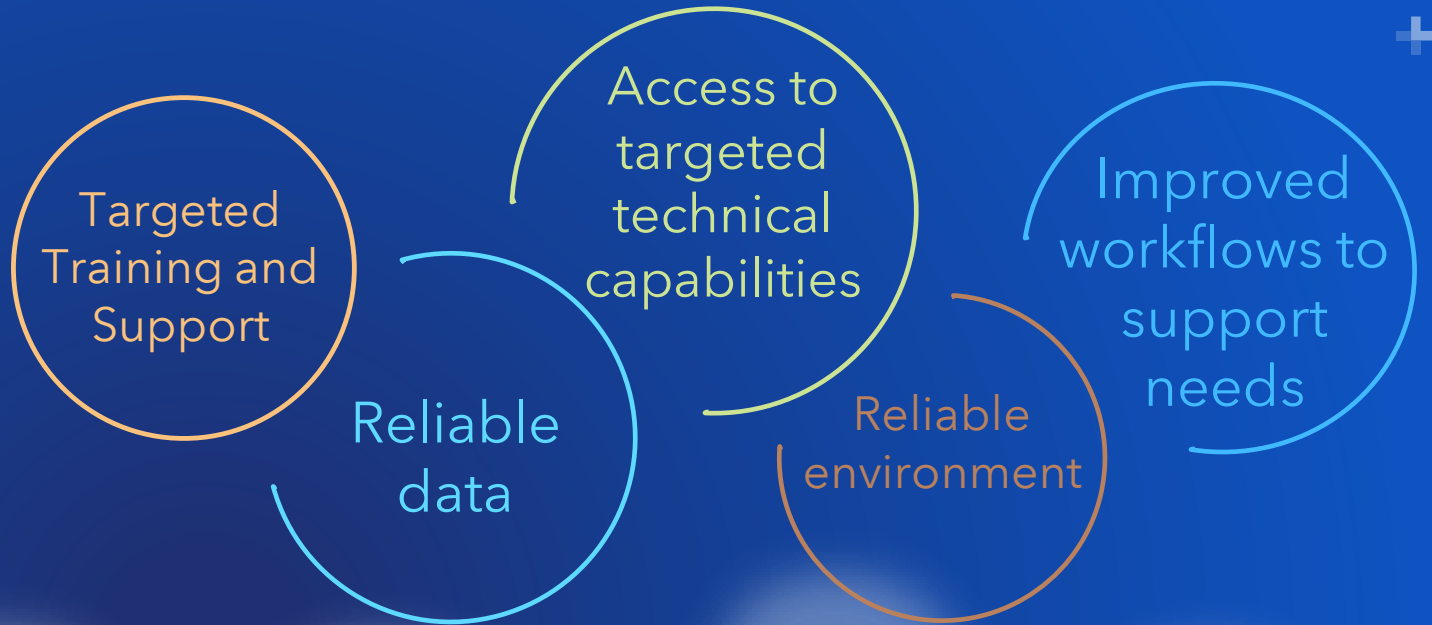 Targeted
Training and
Support
Reliable
data
Access to
targeted
technical
capabilities
Reliable
environment
Improved
workflows to
support
needs